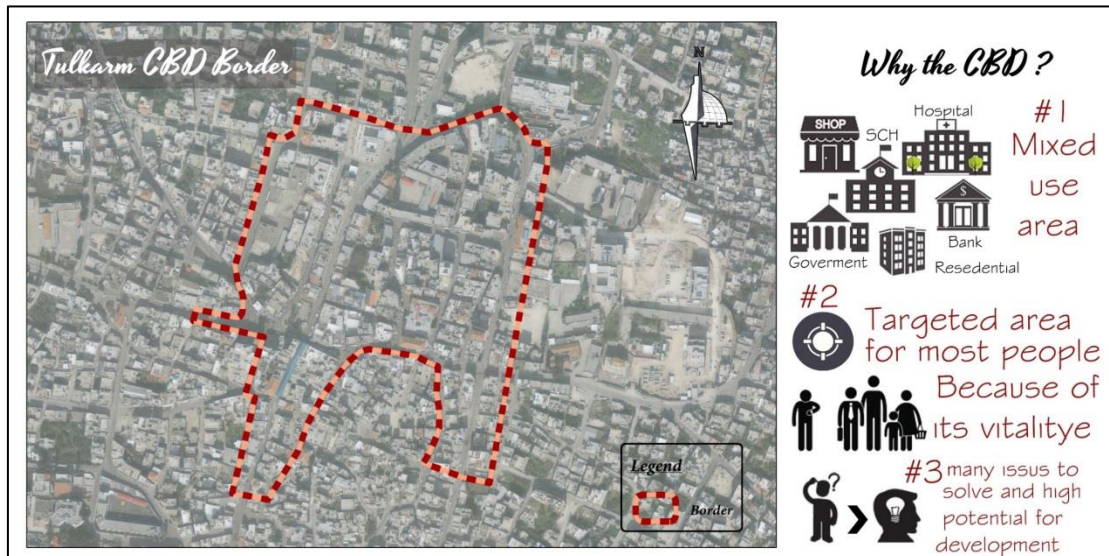 Tulkarm CBD Border
N
Legend
Border
Why the CBD ?
#1
Mixed
use
area
SHOP
SCH
Hospital
Goverment
$
Bank
Resedential
#2
Targeted area
for most people
Because of
its vitalitye
?
#3 many issus to
solve and high
potential for
development